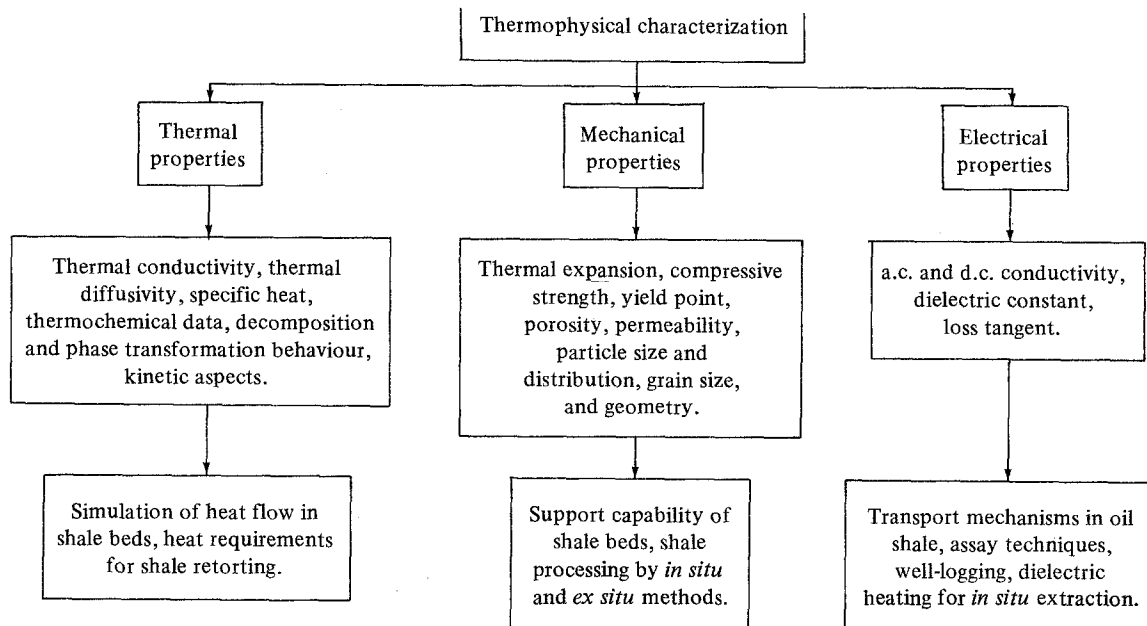 Thermophysical characterization
Thermal
properties
Mechanical
properties
Electrical
properties
Thermal conductivity, thermal
diffusivity, specific heat,
thermochemical data, decomposition
and phase transformation behaviour,
kinetic aspects.
Thermal expansion, compressive
strength, yield point,
porosity, permeability,
particle size and
distribution, grain size,
and geometry.
a.c. and d.c. conductivity,
dielectric constant,
loss tangent.
Simulation of heat flow in
shale beds, heat requirements
for shale retorting.
Support capability of
shale beds, shale
processing by in situ
and ex situ methods.
Transport mechanisms in oil
shale, assay techniques,
well-logging, dielectric
heating for in situ extraction.